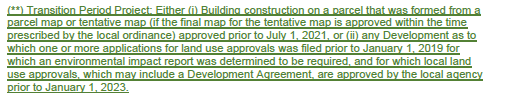 (**) Transition Period Project: Either (i) Building construction on a parcel that was formed from a
parcel map or tentative map (if the final map for the tentative map is approved within the time
prescribed by the local ordinance) approved prior to July 1, 2021, or (ii) any Development as to
which one or more applications for land use approvals was filed prior to January 1, 2019 for
which an environmental impact report was determined to be required, and for which local land
use approvals, which may include a Development Agreement, are approved by the local agency
prior to January 1, 2023.